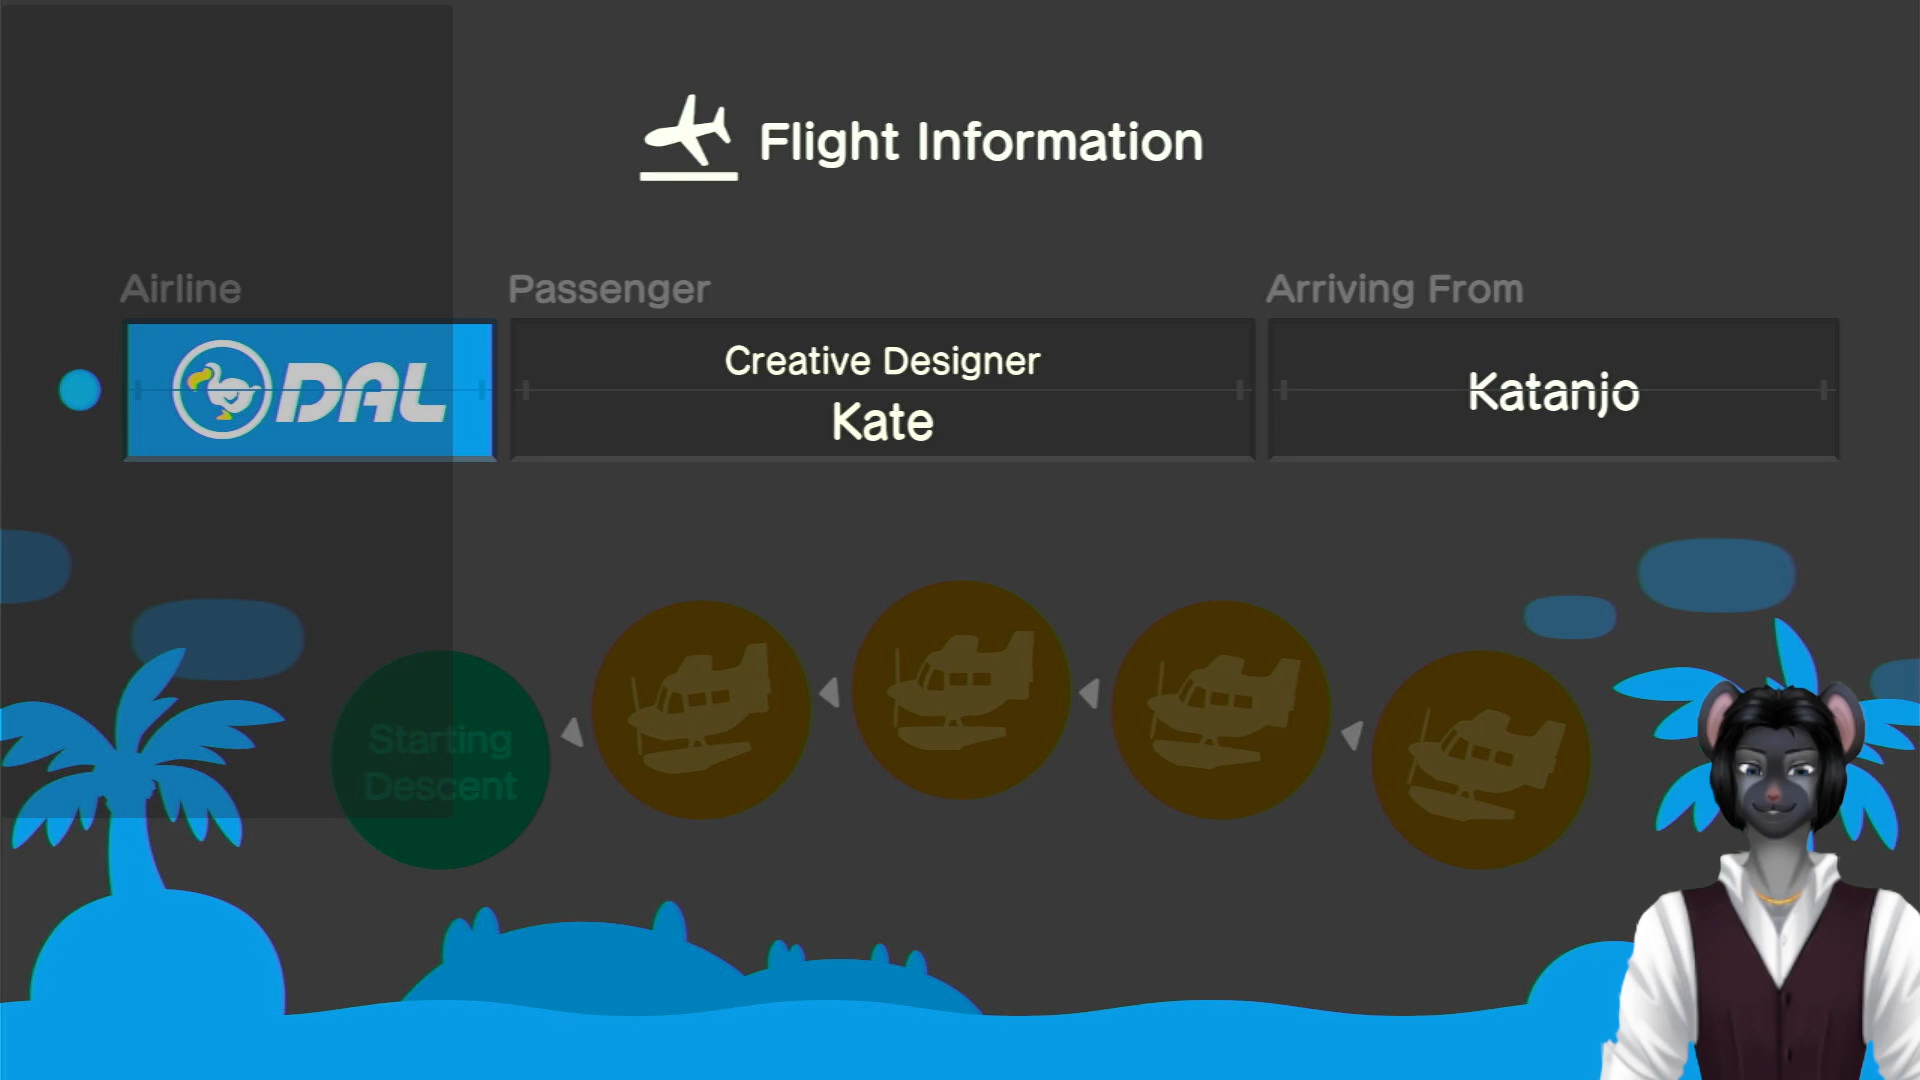 Flight Information
Airline
Passenger
Arriving From
DAL
Creative Designer
Kate
Katanjo
Starting
Descent